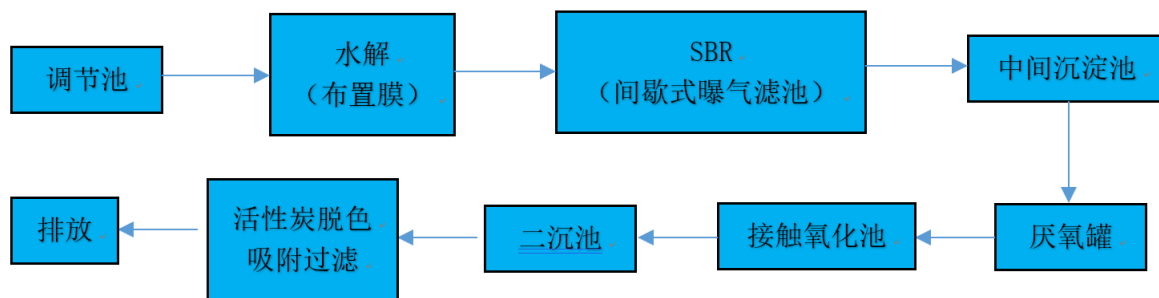 调节池
水解
（布置膜）
SBR
（间歇式曝气滤池）
中间沉淀池
厌氧罐
接触氧化池
二沉池
活性炭脱色
吸附过滤
排放